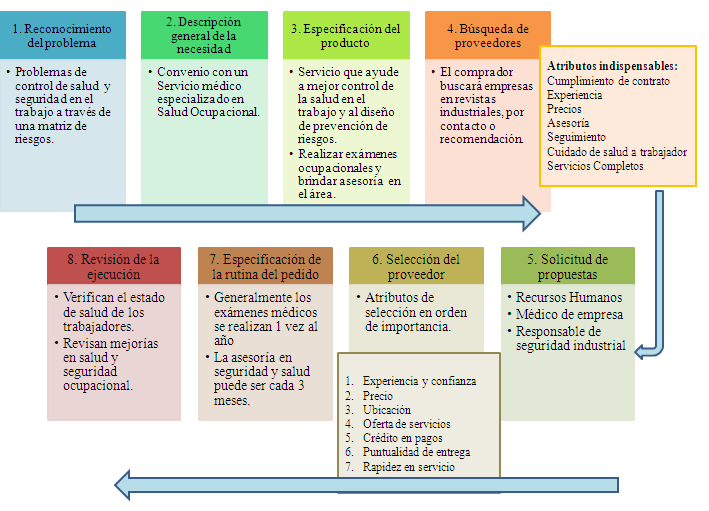 1. Reconocimiento
del problema
• Problemas de
control de salud y
seguridad en el
trabajo a través de
una matriz de
riesgos.
2. Descripción
general de la
necesidad
• Convenio con un
Servicio médico
especializado en
Salud Ocupacional.
3. Especificación del
producto
• Servicio que ayude
a mejor control de
la salud en el
trabajo y al diseño
de prevención de
riesgos.
• Realizar exámenes
ocupacionales y
brindar asesoría en
el área.
4. Búsqueda de
proveedores
• El comprador
buscará empresas
en revistas
industriales, por
contacto o
recomendación.
Atributos indispensables:
Cumplimiento de contrato
Experiencia
Precios
Asesoría
Seguimiento
Cuidado de salud a trabajador
Servicios Completos
5. Solicitud de
propuestas
• Recursos Humanos
• Médico de empresa
• Responsable de
seguridad industrial
6. Selección del
proveedor
• Atributos de
selección en orden
de importancia.
1. Experiencia y confianza
2. Precio
3. Ubicación
4. Oferta de servicios
5. Crédito en pagos
6. Puntualidad de entrega
7. Rapidez en servicio
7. Especificación de
la rutina del pedido
• Generalmente los
exámenes médicos
se realizan 1 vez al
año
• La asesoría en
seguridad y salud
puede ser cada 3
meses.
8. Revisión de la
ejecución
• Verifican el estado
de salud de los
trabajadores.
• Revisan mejorías
en salud y
seguridad
ocupacional.